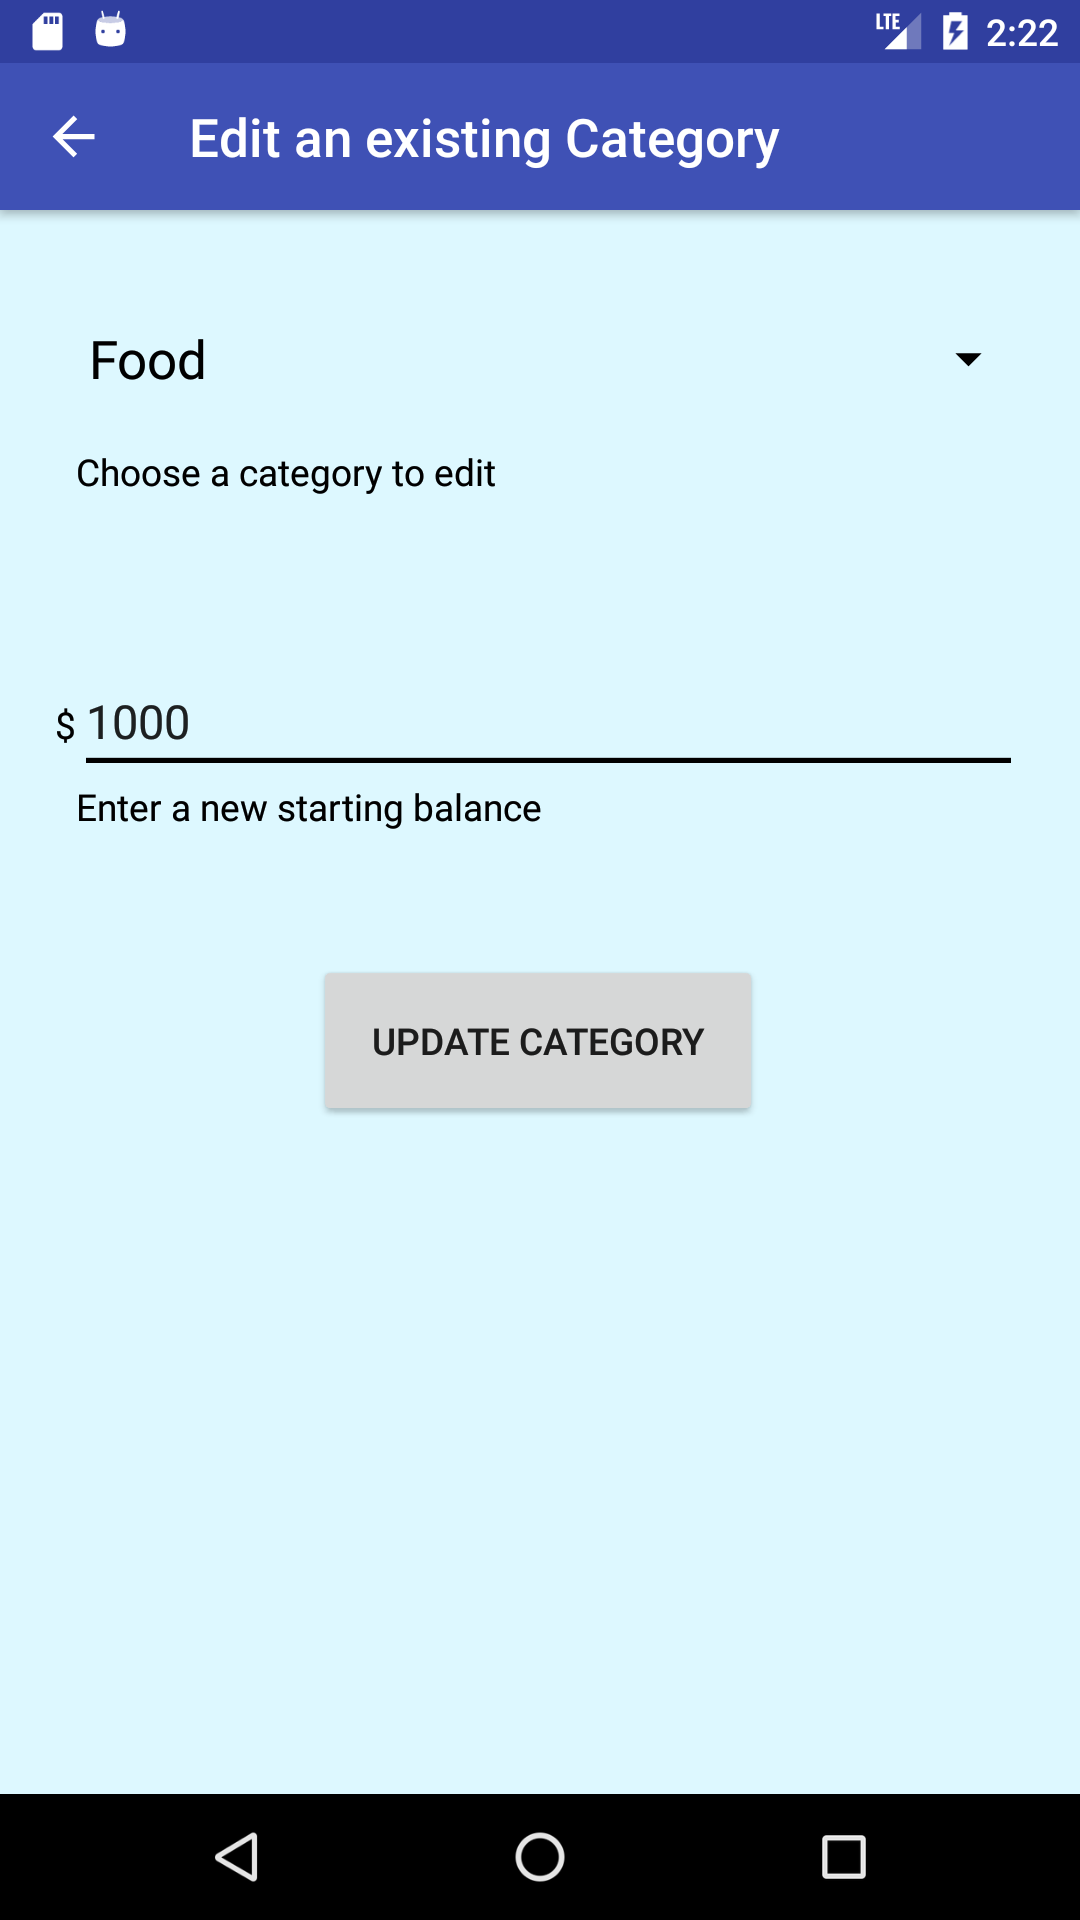 LTE 2:22
Edit an existing Category
Food
Choose a category to edit
$ 1000
Enter a new starting balance
UPDATE CATEGORY